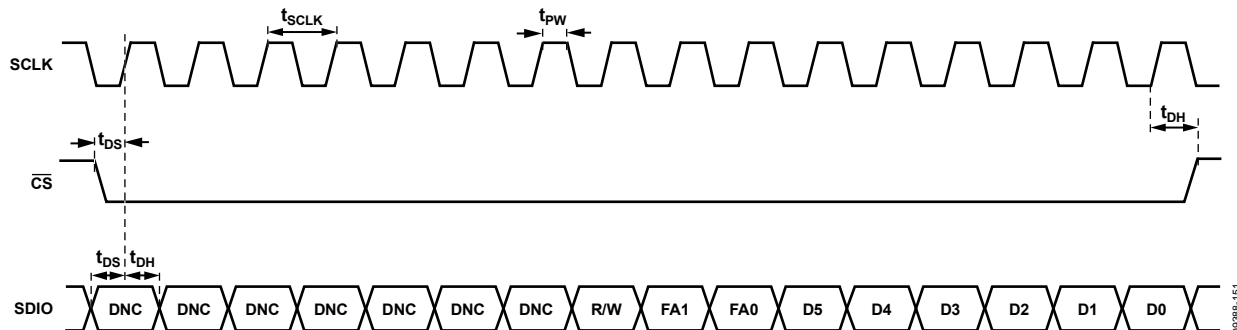 tSCLK
tPW
SCLK
tDH
tDS
CS
tDS
tDH
SDIO
DNC DNC DNC DNC DNC DNC DNC R/W FA1 FA0 D5 D4 D3 D2 D1 D0